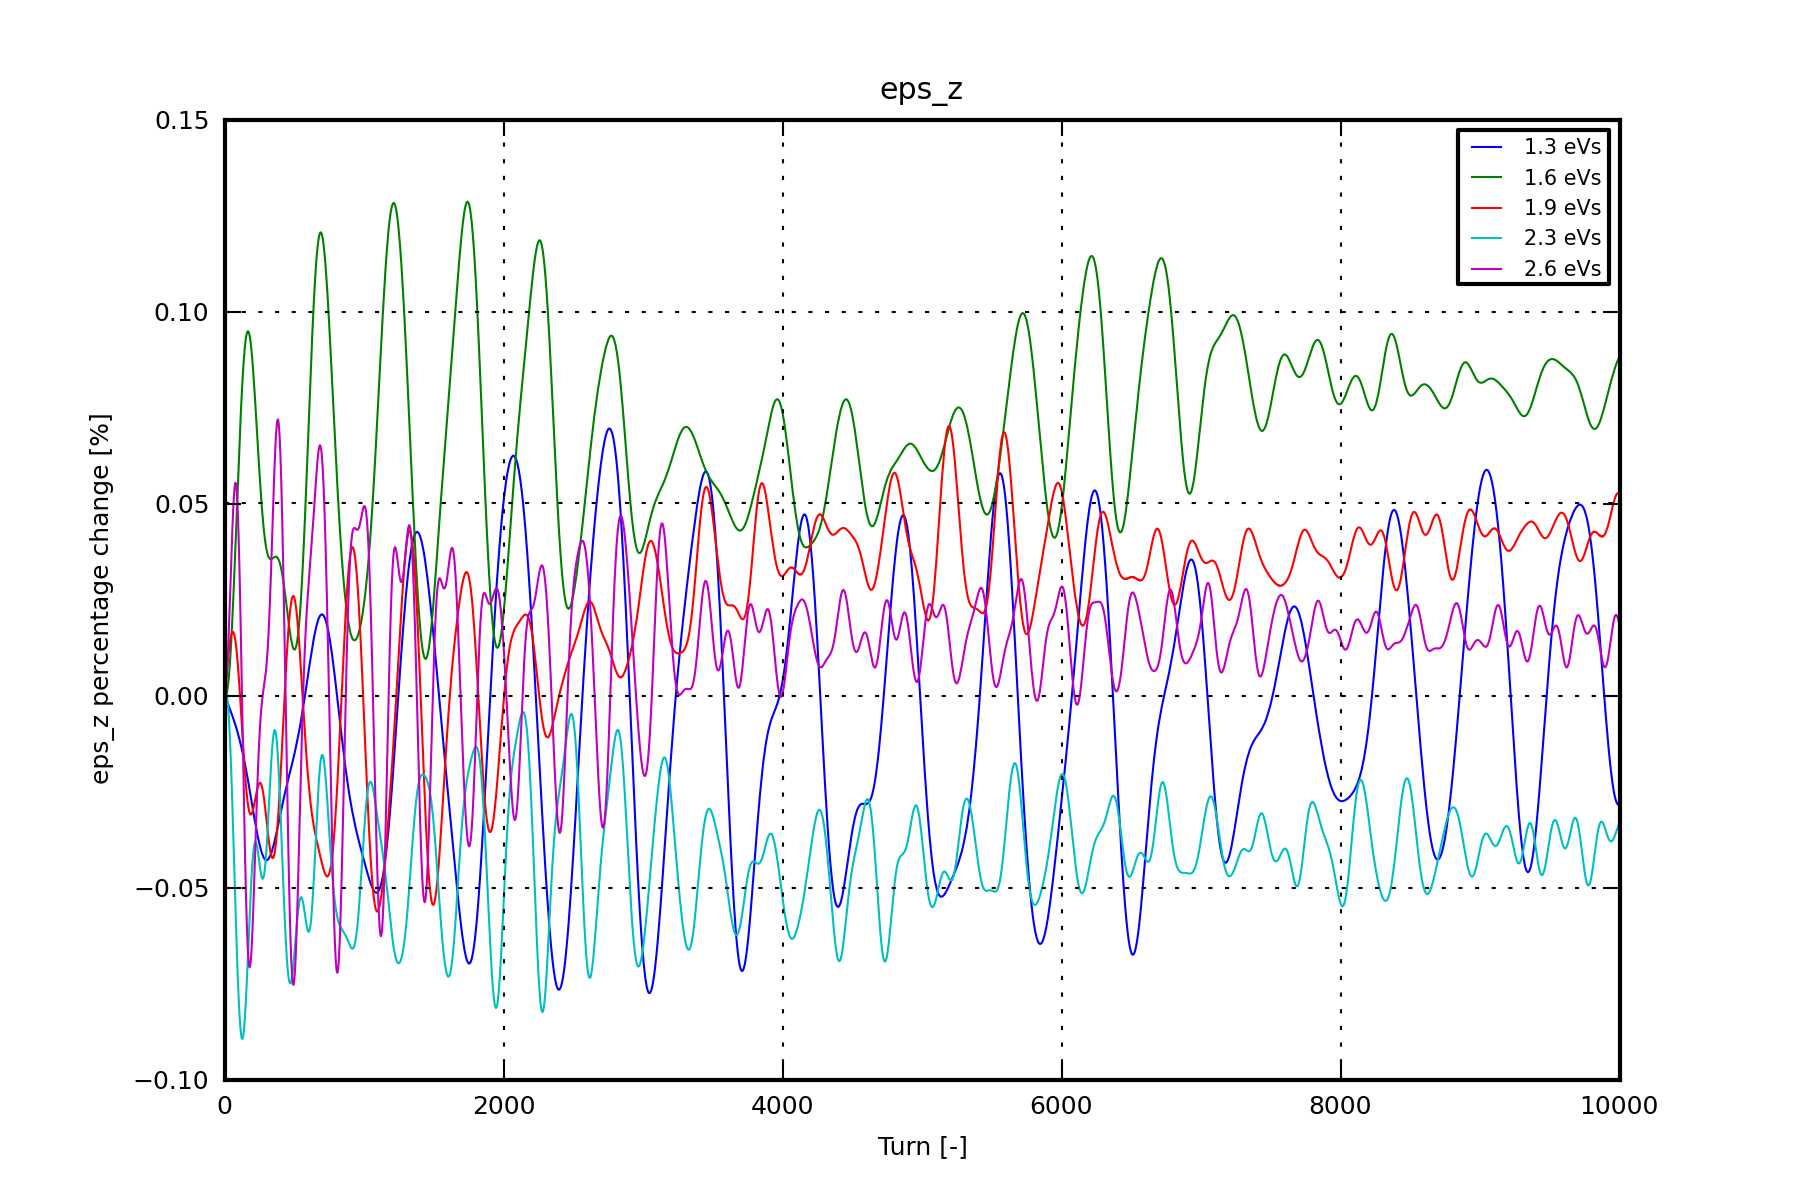 eps_z
0.15
0.10
0.05
0.00
−0.05
−0.10
eps_z percentage change [%]
1.3 eVs
1.6 eVs
1.9 eVs
2.3 eVs
2.6 eVs
0 2000 4000 6000 8000 10000
Turn [-]